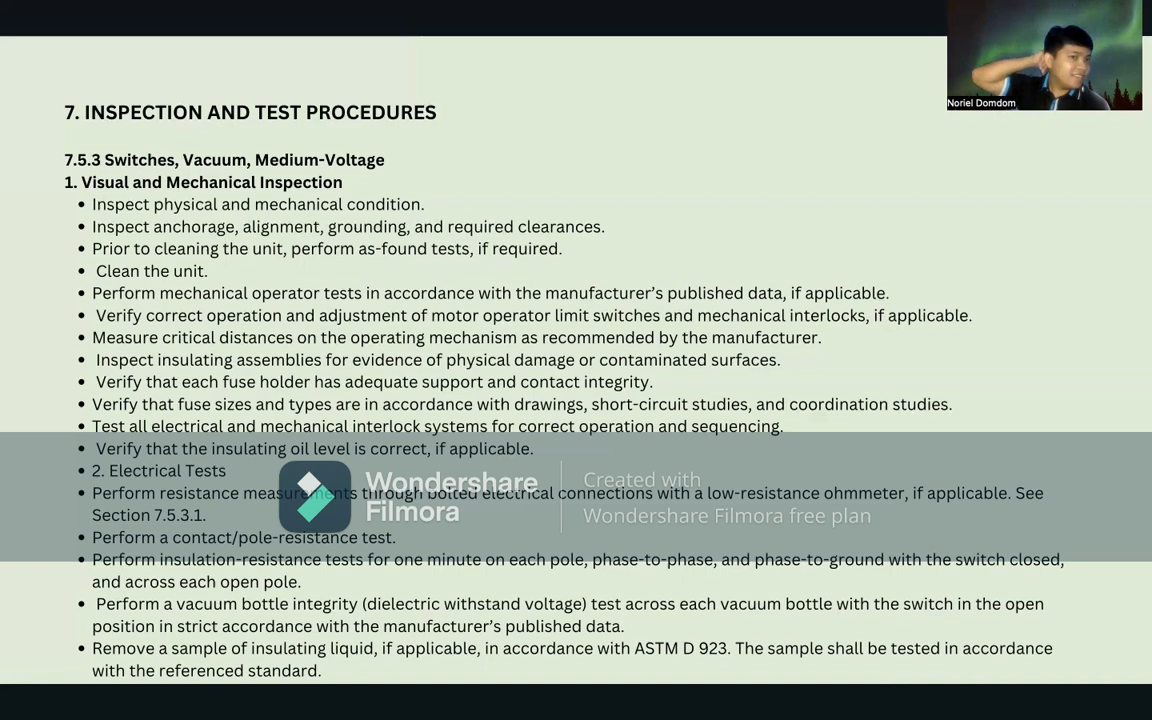 Noriel Domdom
7. INSPECTION AND TEST PROCEDURES
7.5.3 Switches, Vacuum, Medium-Voltage
1. Visual and Mechanical Inspection
• Inspect physical and mechanical condition.
• Inspect anchorage, alignment, grounding, and required clearances.
• Prior to cleaning the unit, perform as-found tests, if required.
• Clean the unit.
• Perform mechanical operator tests in accordance with the manufacturer’s published data, if applicable.
• Verify correct operation and adjustment of motor operator limit switches and mechanical interlocks, if applicable.
• Measure critical distances on the operating mechanism as recommended by the manufacturer.
• Inspect insulating assemblies for evidence of physical damage or contaminated surfaces.
• Verify that each fuse holder has adequate support and contact integrity.
• Verify that fuse sizes and types are in accordance with drawings, short-circuit studies, and coordination studies.
• Test all electrical and mechanical interlock systems for correct operation and sequencing.
• Verify that the insulating oil level is correct, if applicable.
• 2. Electrical Tests
• Perform resistance measurements through bolted electrical connections with a low-resistance ohmmeter, if applicable. See
Section 7.5.3.1.
• Perform a contact/pole-resistance test.
• Perform insulation-resistance tests for one minute on each pole, phase-to-phase, and phase-to-ground with the switch closed,
and across each open pole.
• Perform a vacuum bottle integrity (dielectric withstand voltage) test across each vacuum bottle with the switch in the open
position in strict accordance with the manufacturer’s published data.
• Remove a sample of insulating liquid, if applicable, in accordance with ASTM D 923. The sample shall be tested in accordance
with the referenced standard.
Wondershare
Filmora
Created with
Wondershare Filmora free plan